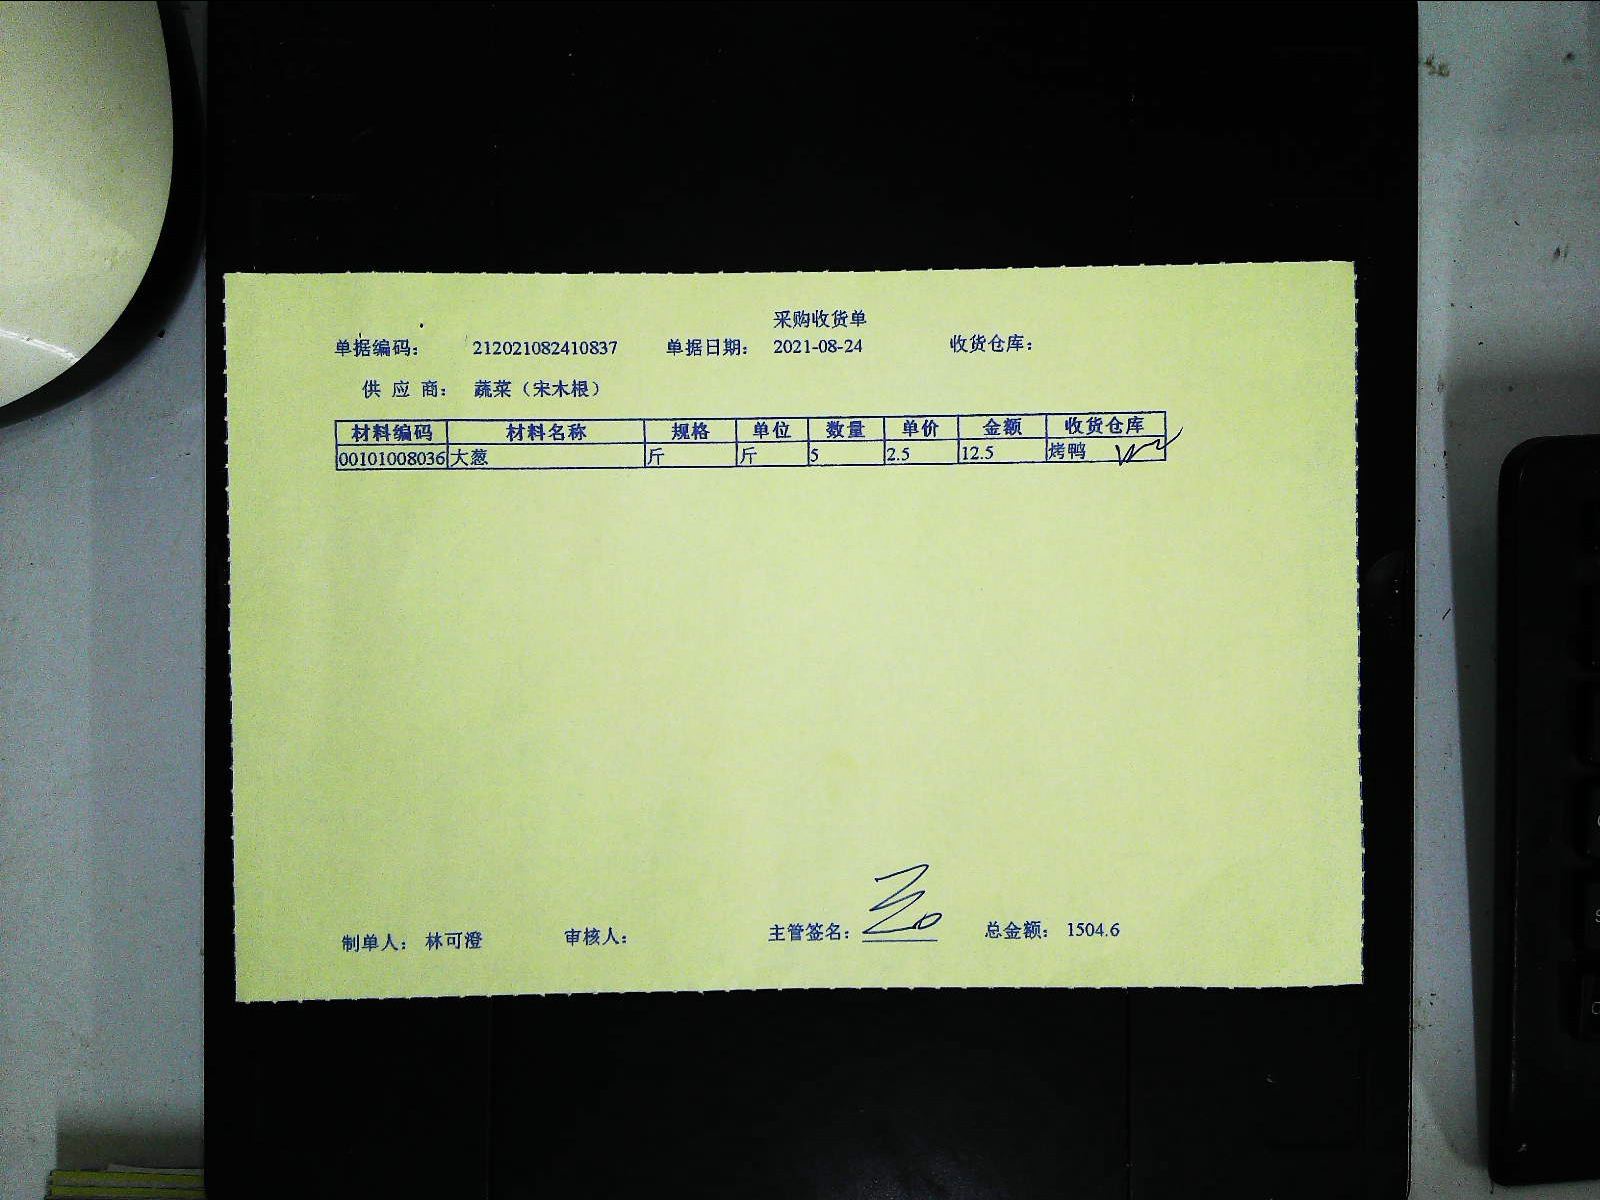 采购收货单
单据编码： 212021082410837 单据日期： 2021-08-24 收货仓库：
供 应 商： 蔬菜（宋木根）
材料编码 材料名称 规格 单位 数量 单价 金额 收货仓库
00101008036 大葱 斤 斤 5 2.5 12.5 烤鸭
制单人： 林可澄 审核人： 主管签名： 总金额： 1504.6